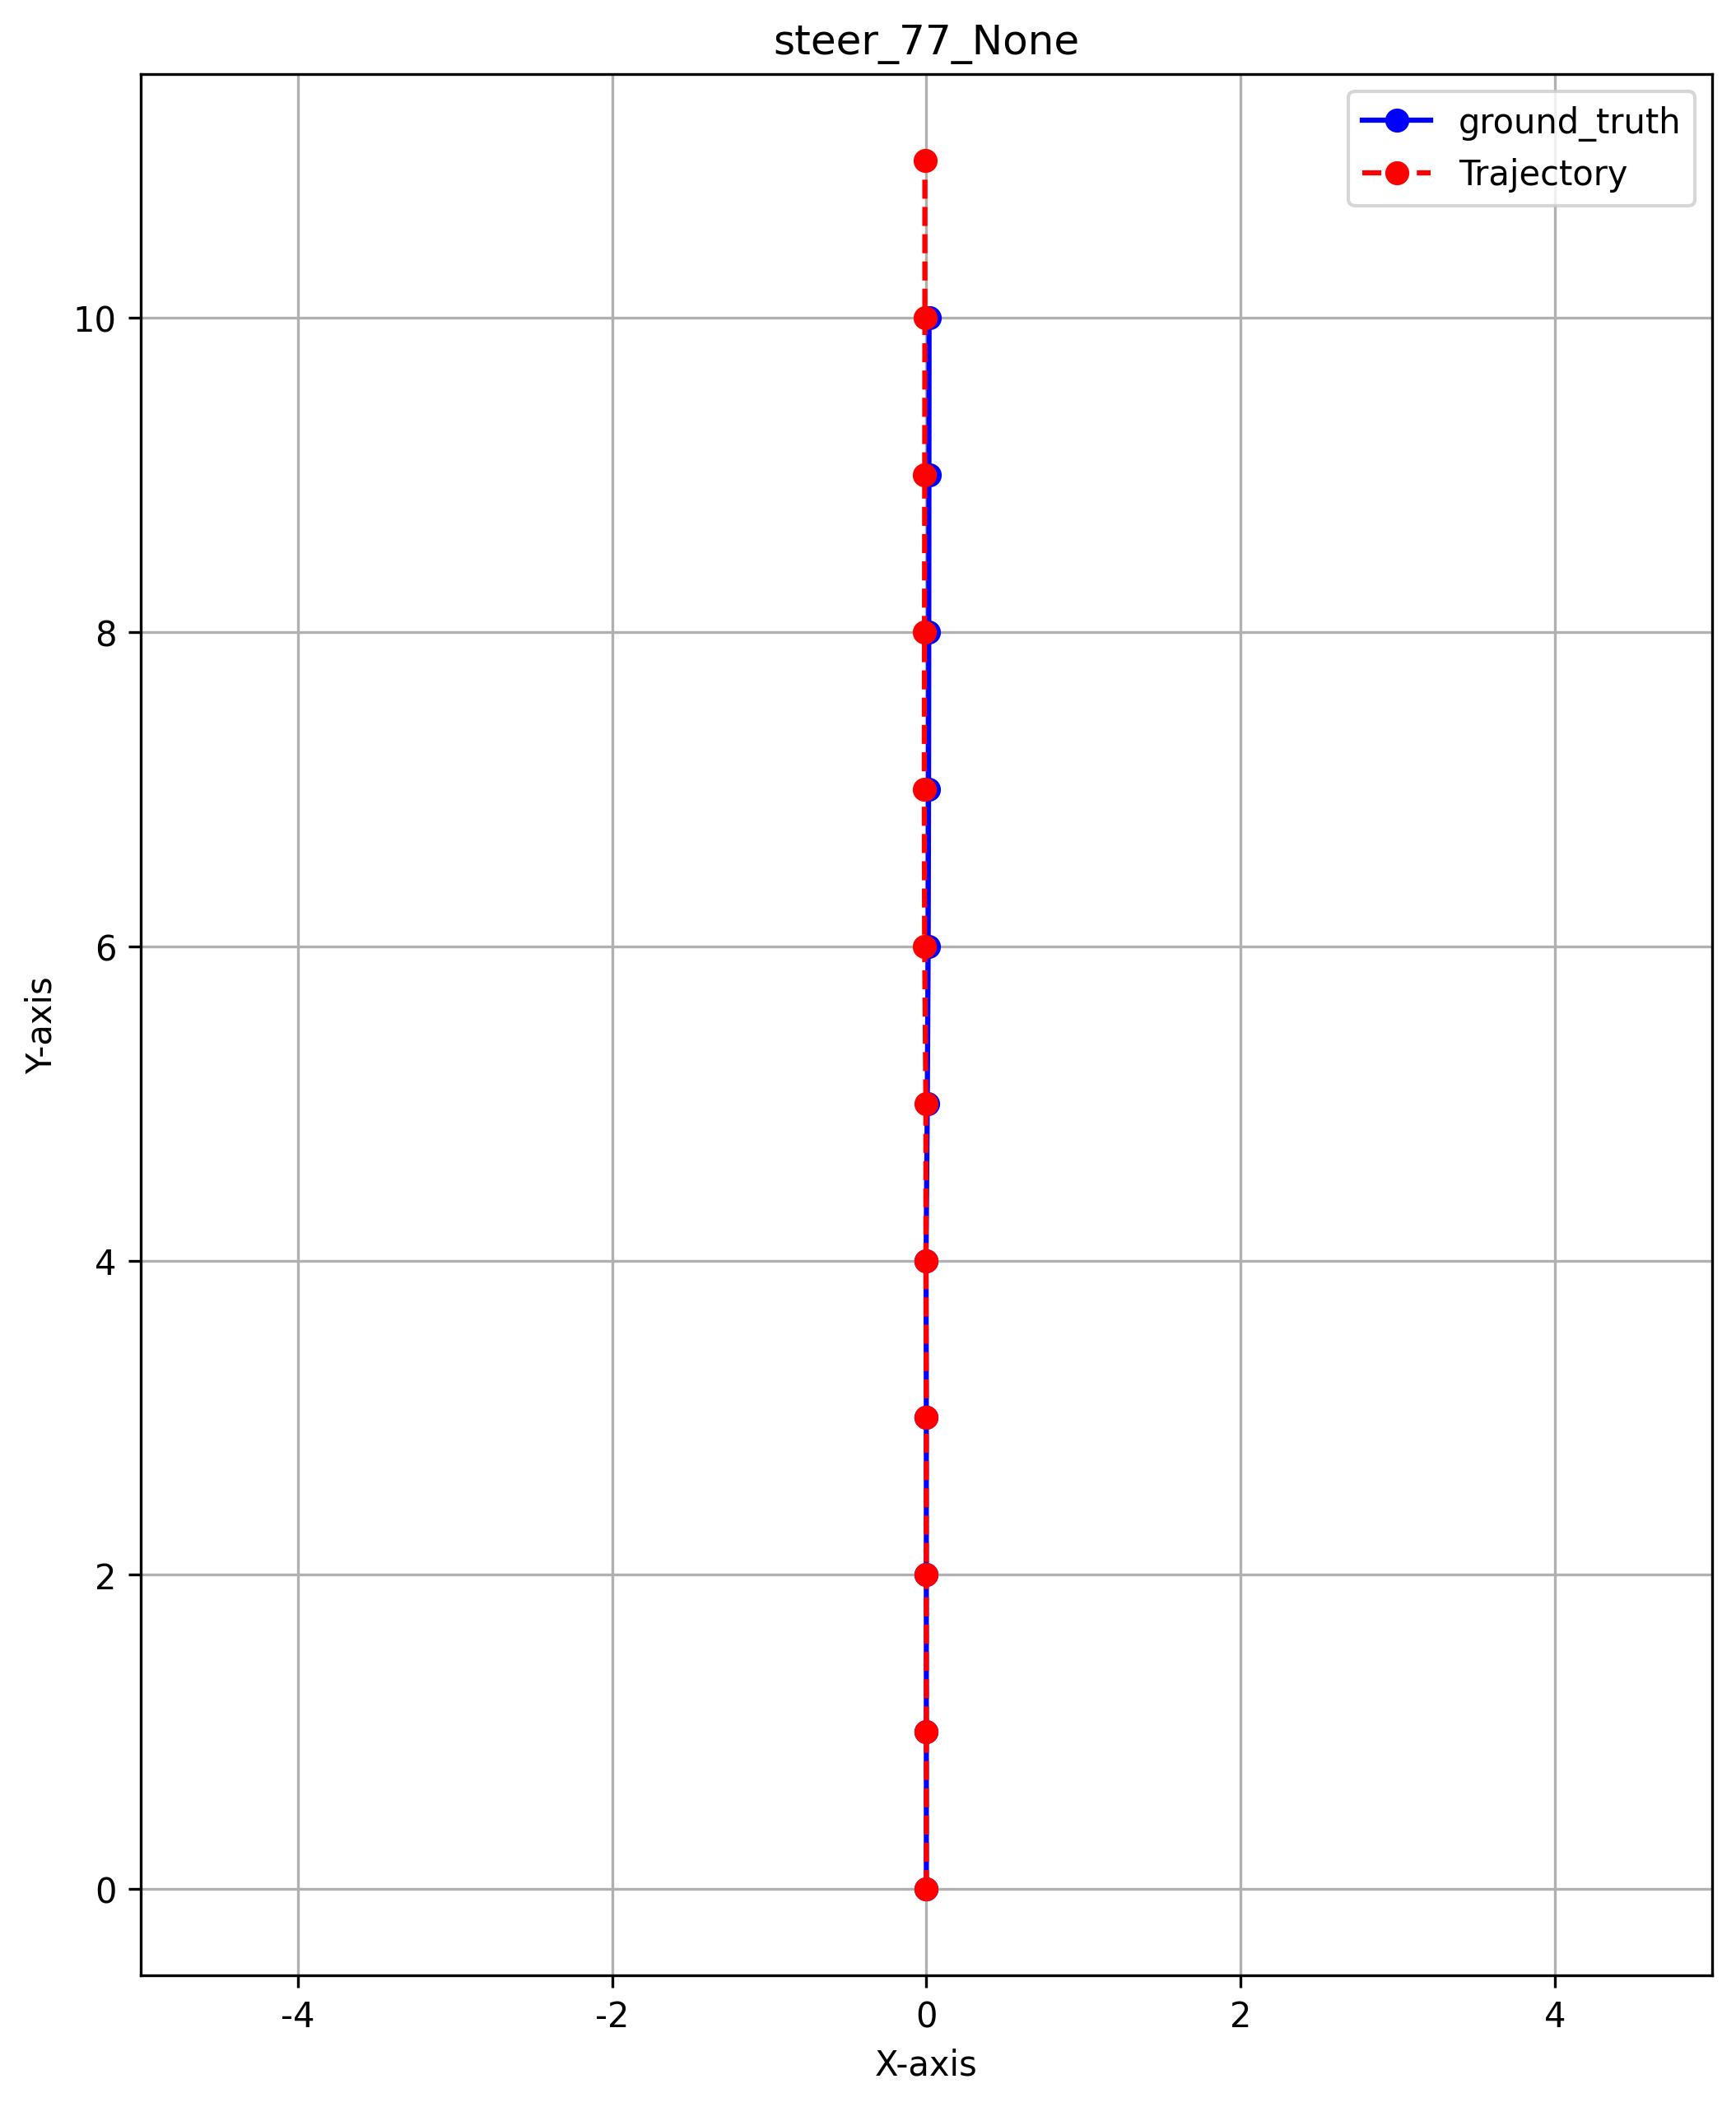 steer_77_None
ground_truth
Trajectory
10
8
6
4
2
0
Y-axis
-4 -2 0 2 4
X-axis